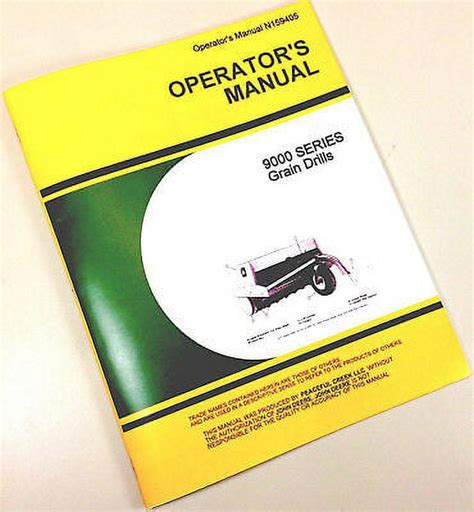 Operator's Manual N159405
OPERATOR'S
MANUAL
9000 SERIES
Grain Drills
TRADE NAMES CONTAINED HEREIN ARE THOSE OF OTHERS
AND ARE USED IN A DESCRIPTIVE SENSE TO REFER TO THE PRODUCTS OF OTHERS.
THIS MANUAL WAS PRODUCED BY PEACEFUL CREEK, LLC. WITHOUT
THE AUTHORIZATION OF JOHN DEERE. JOHN DEERE IS NOT
RESPONSIBLE FOR THE QUALITY OR ACCURACY OF THIS MANUAL